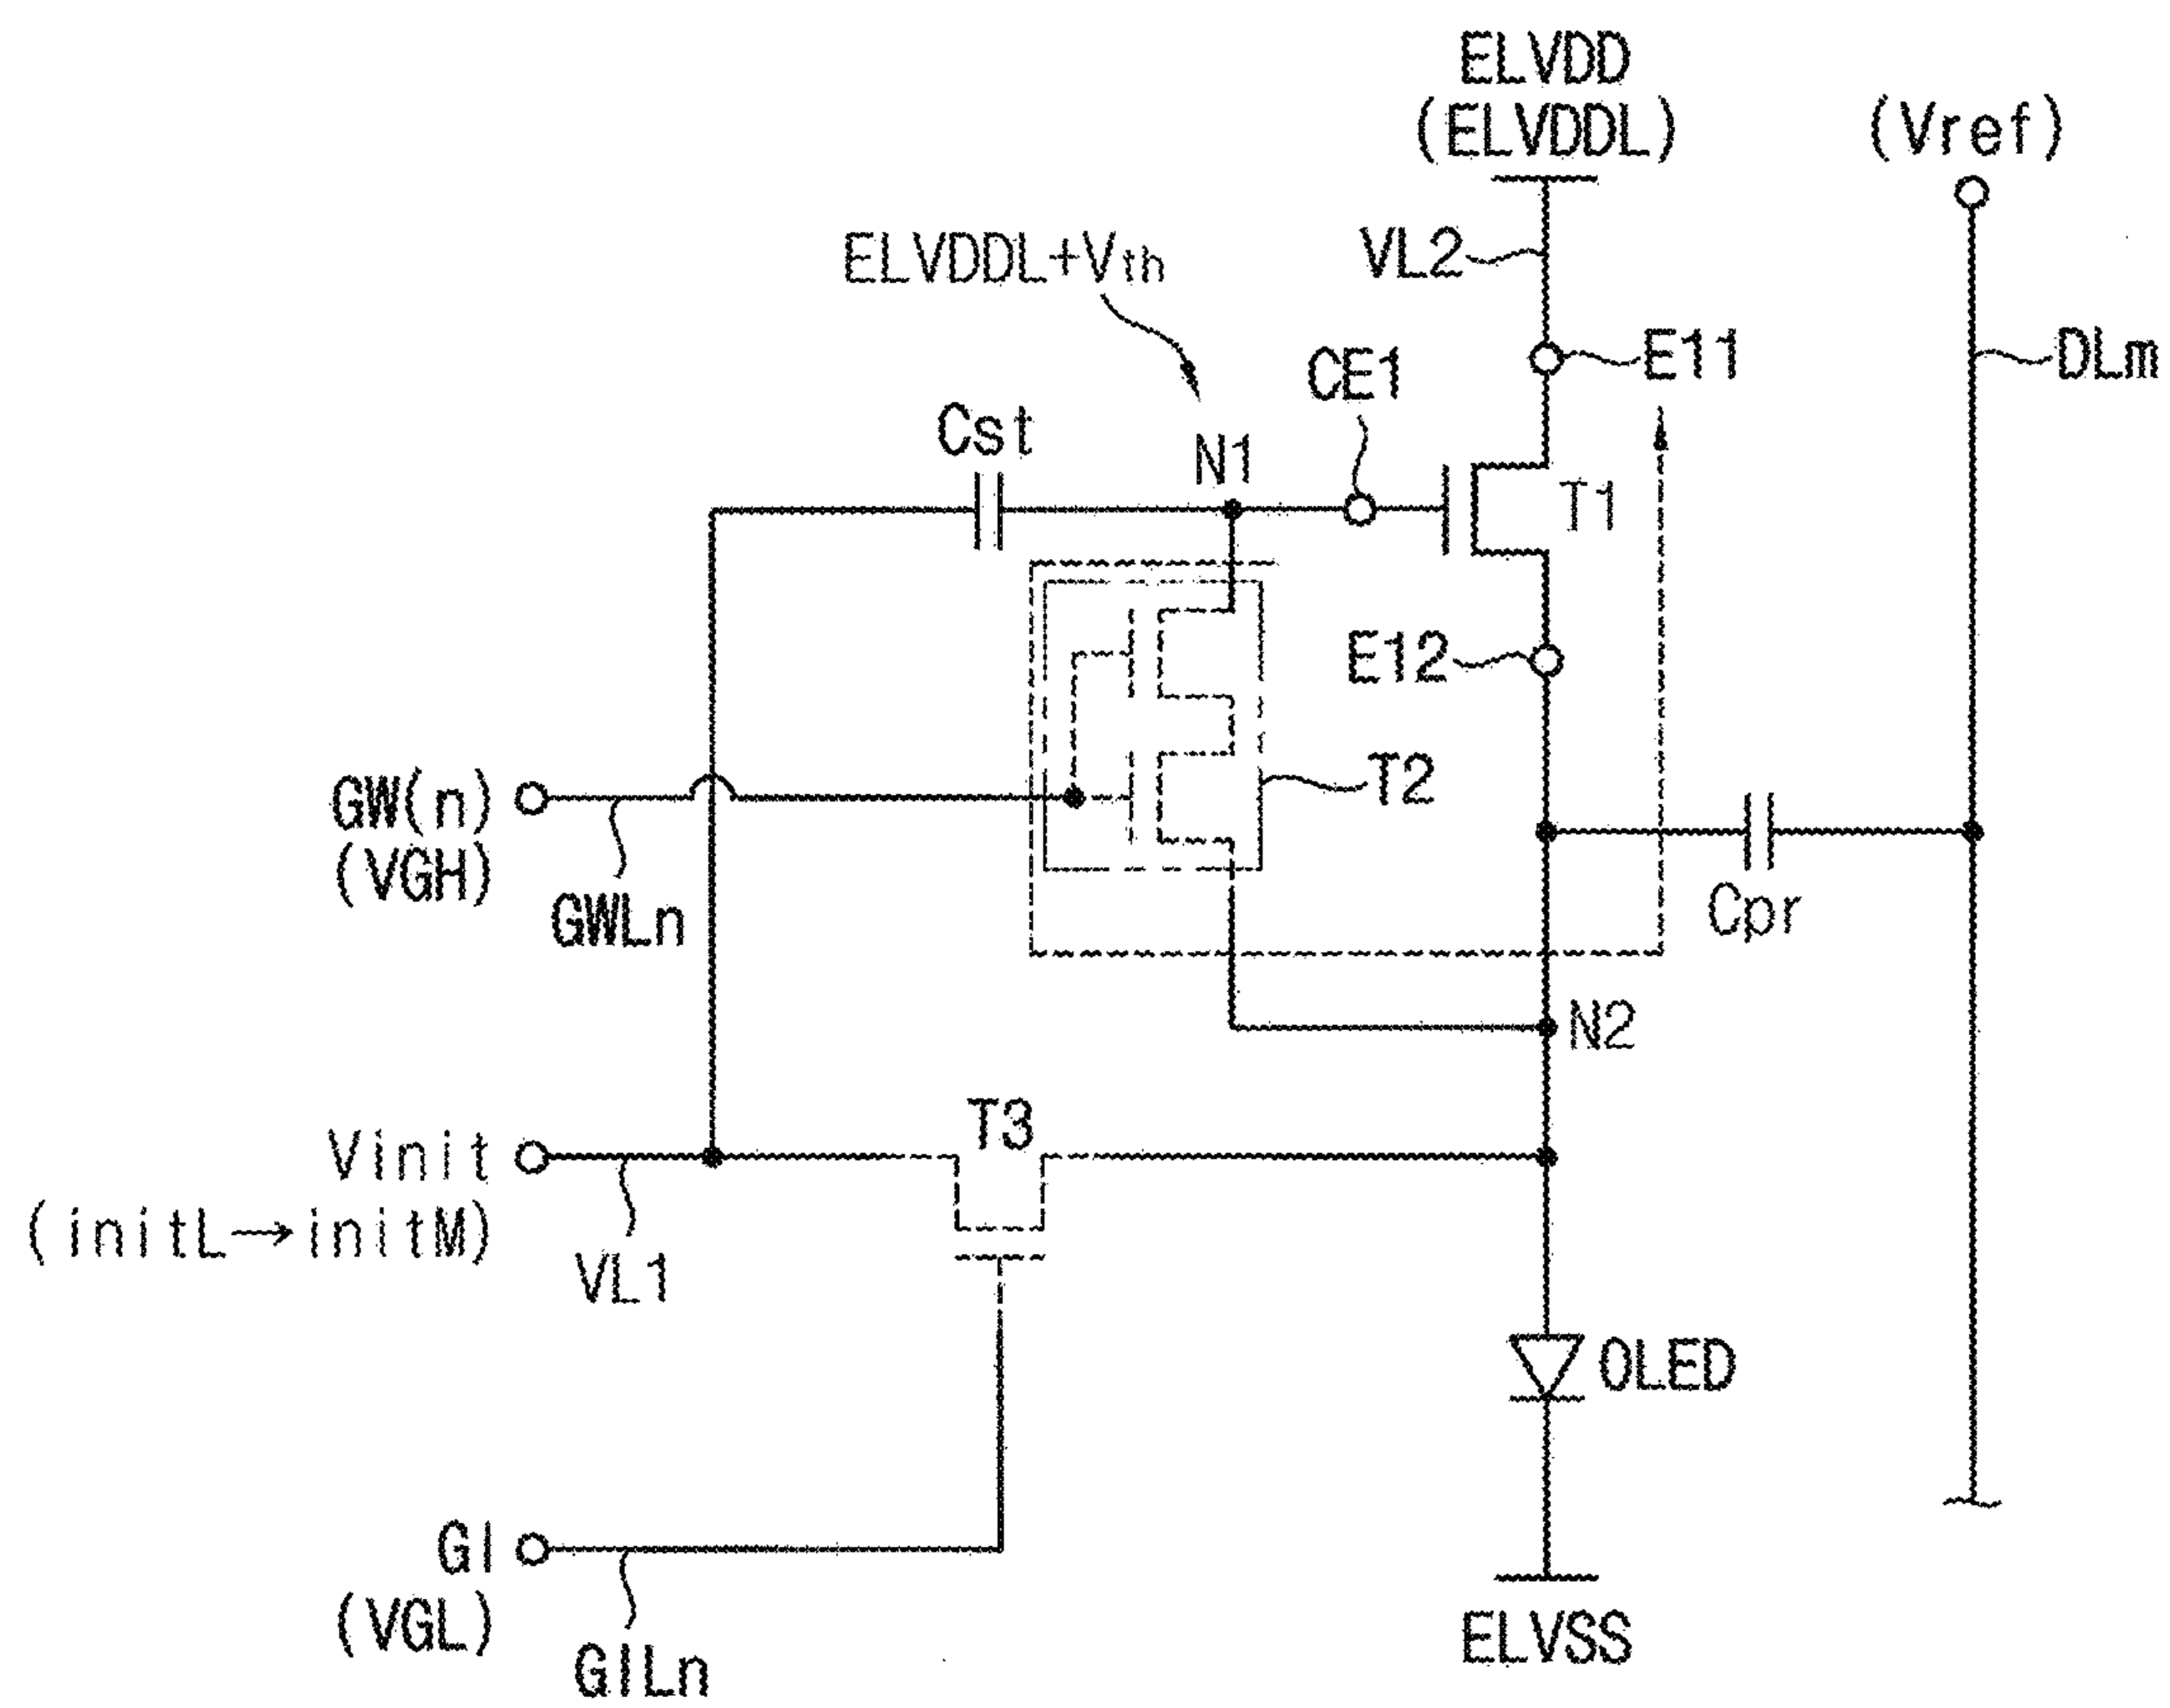 ELVDD
(ELVDDL)
(Vref)
ELVDDL+Vth
VL2
E11
DLm
CE1
Cst
N1
T1
E12
T2
GW(n)
(VGH)
GWLn
Cpr
N2
T3
Vinit
(initL→initM)
VL1
OLED
GI
(VGL)
GILn
ELVSS